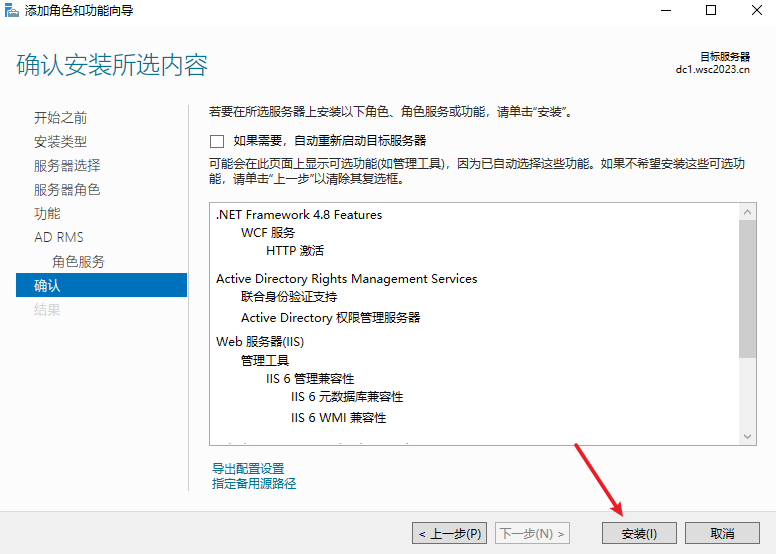 添加角色和功能向导
确认安装所选内容
目标服务器
dc1.wsc2023.cn
开始之前
安装类型
服务器选择
服务器角色
功能
AD RMS
角色服务
确认
结果
若要在所选服务器上安装以下角色、角色服务或功能，请单击“安装”。
如果需要，自动重新启动目标服务器
可能会在此页面上显示可选功能(如管理工具)，因为已自动选择这些功能。如果不希望安装这些可选功
能，请单击“上一步”以清除其复选框。
.NET Framework 4.8 Features
WCF 服务
HTTP 激活
Active Directory Rights Management Services
联合身份验证支持
Active Directory 权限管理服务器
Web 服务器(IIS)
管理工具
IIS 6 管理兼容性
IIS 6 元数据库兼容性
IIS 6 WMI 兼容性
导出配置设置
指定备用源路径
< 上一步(P)
下一步(N) >
安装(I)
取消